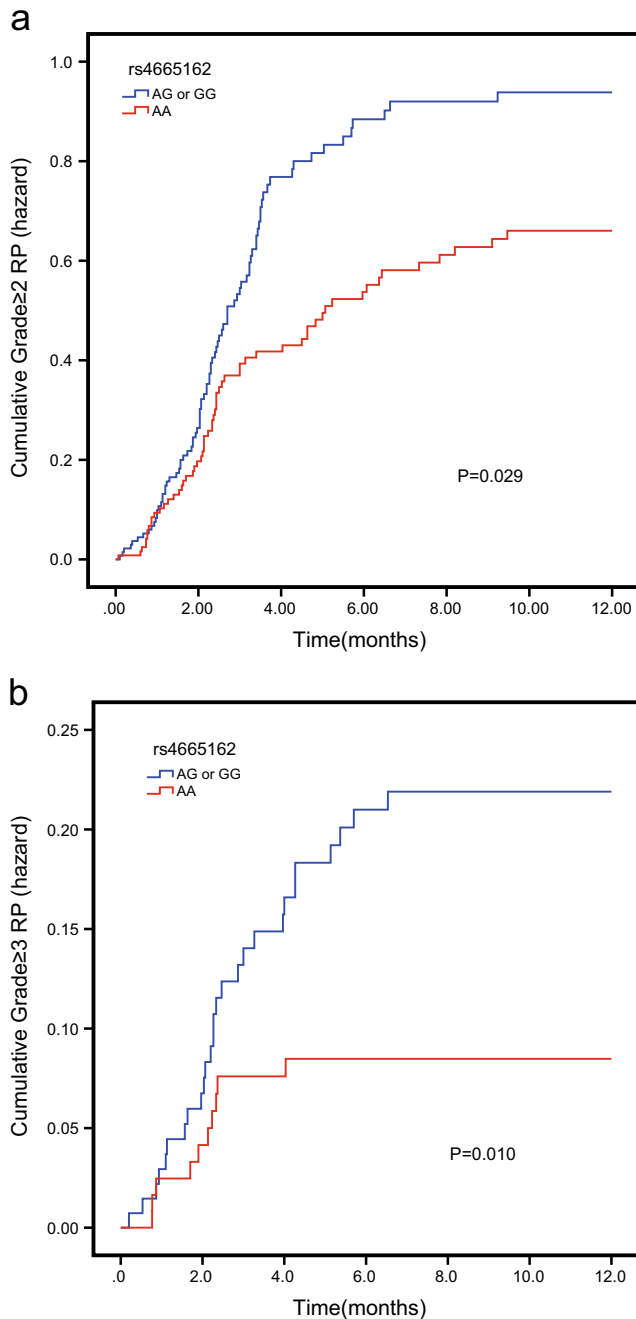 a
rs4665162
AG or GG
AA
1.0
0.8
0.6
0.4
0.2
0.0
Cumulative Grade≥2 RP (hazard)
P=0.029
.00 2.00 4.00 6.00 8.00 10.00 12.00
Time(months)
b
rs4665162
AG or GG
AA
0.25
0.20
0.15
0.10
0.05
0.00
Cumulative Grade≥3 RP (hazard)
P=0.010
.0 2.0 4.0 6.0 8.0 10.0 12.0
Time(months)